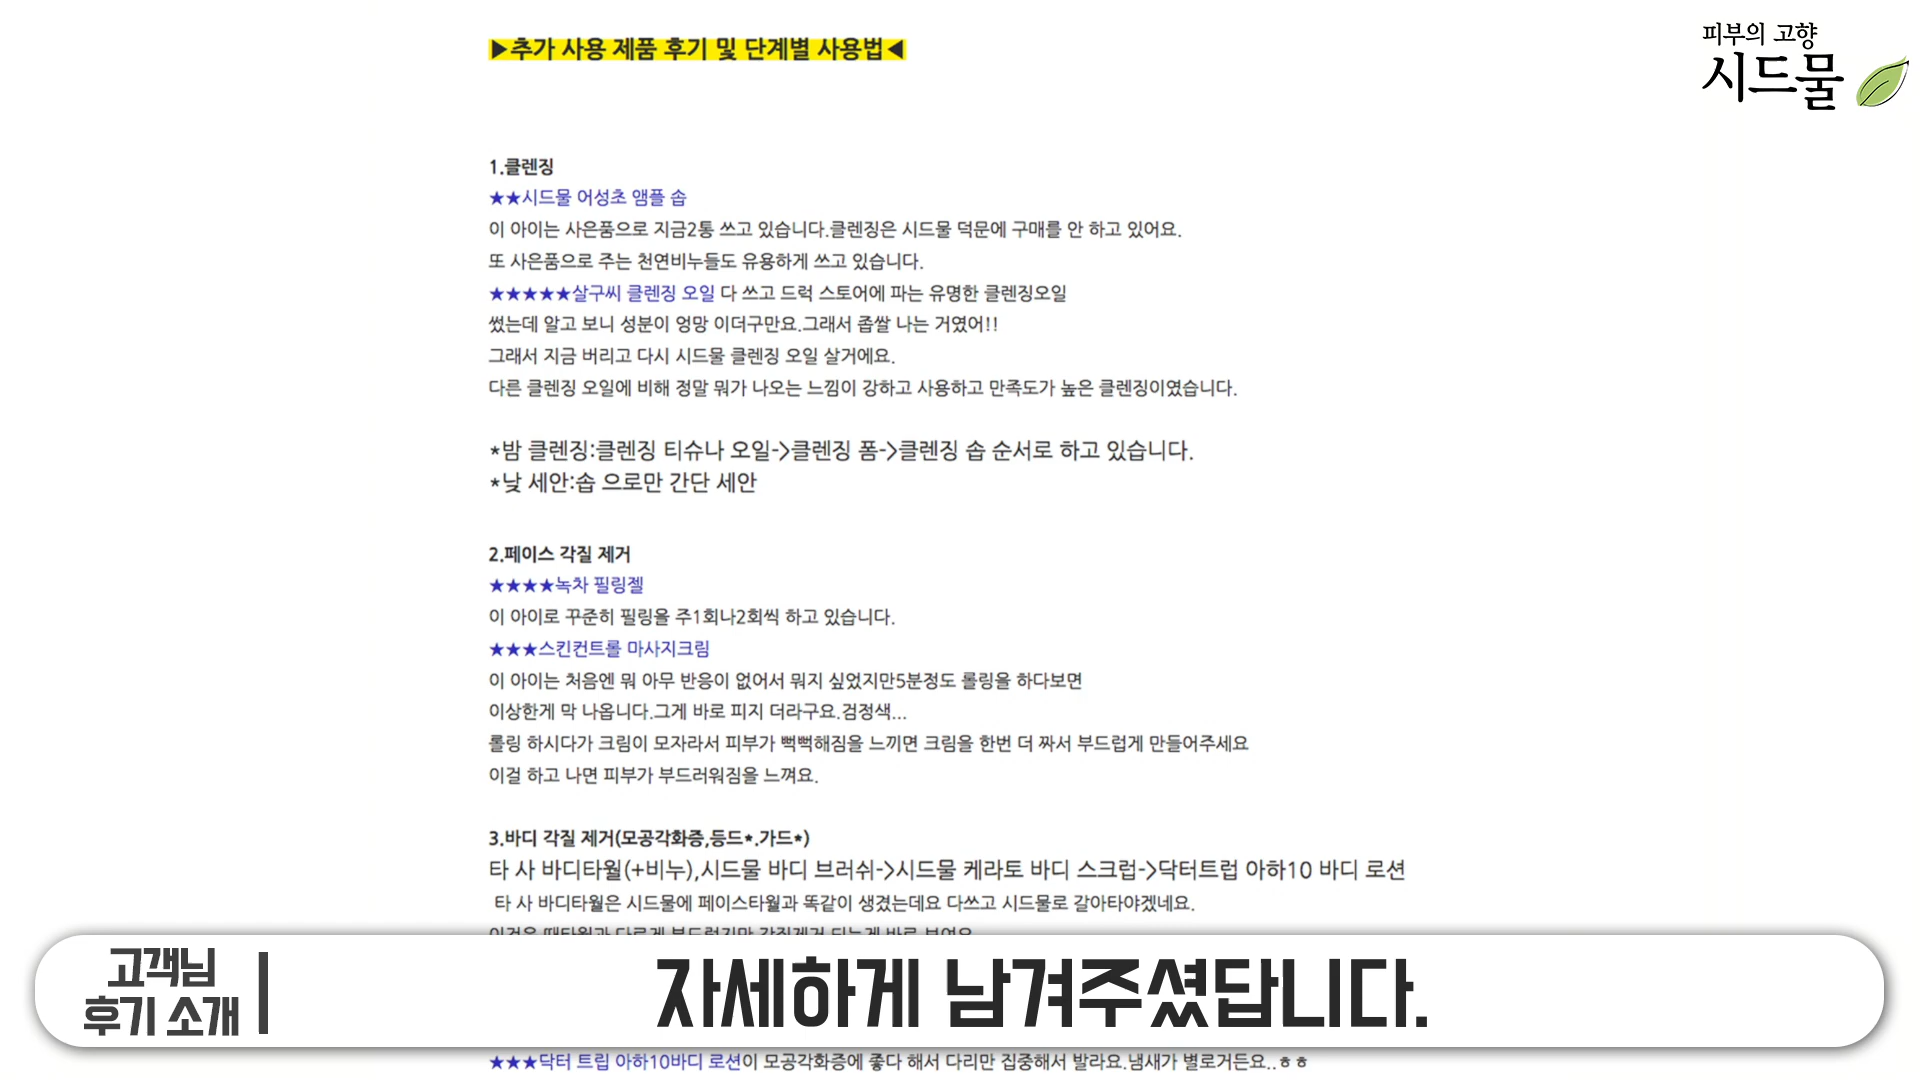 ▶추가 사용 제품 후기 및 단계별 사용법◀
피부의 고향
시드물
1.클렌징
★★시드물 어성초 앰플 솝
이 아이는 사은품으로 지금2통 쓰고 있습니다.클렌징은 시드물 덕문에 구매를 안 하고 있어요.
또 사은품으로 주는 천연비누들도 유용하게 쓰고 있습니다.
★★★★★살구씨 클렌징 오일 다 쓰고 드럭 스토어에 파는 유명한 클렌징오일
썼는데 알고 보니 성분이 엉망 이더구만요.그래서 좁쌀 나는 거였어!!
그래서 지금 버리고 다시 시드물 클렌징 오일 살거에요.
다른 클렌징 오일에 비해 정말 뭐가 나오는 느낌이 강하고 사용하고 만족도가 높은 클렌징이였습니다.
*밤 클렌징:클렌징 티슈나 오일->클렌징 폼->클렌징 솝 순서로 하고 있습니다.
*낮 세안:솝 으로만 간단 세안
2.페이스 각질 제거
★★★★녹차 필링젤
이 아이로 꾸준히 필링을 주1회나2회씩 하고 있습니다.
★★★스킨컨트롤 마사지크림
이 아이는 처음엔 뭐 아무 반응이 없어서 뭐지 싶었지만5분정도 롤링을 하다보면
이상한게 막 나옵니다.그게 바로 피지 더라구요.검정색...
롤링 하시다가 크림이 모자라서 피부가 뻑뻑해짐을 느끼면 크림을 한번 더 짜서 부드럽게 만들어주세요
이걸 하고 나면 피부가 부드러워짐을 느껴요.
3.바디 각질 제거(모공각화증,등드*.가드*)
타 사 바디타월(+비누),시드물 바디 브러쉬->시드물 케라토 바디 스크럽->닥터트럽 아하10 바디 로션
타 사 바디타월은 시드물에 페이스타월과 똑같이 생겼는데요 다쓰고 시드물로 갈아타야겠네요.
이것은 때타월과 다르게 부드럽지만 각질제거 되는게 바로 보여요
고객님
후기 소개
자세하게 남겨주셨답니다.
★★★닥터 트립 아하10바디 로션이 모공각화증에 좋다 해서 다리만 집중해서 발라요.냄새가 별로거든요..ㅎㅎ